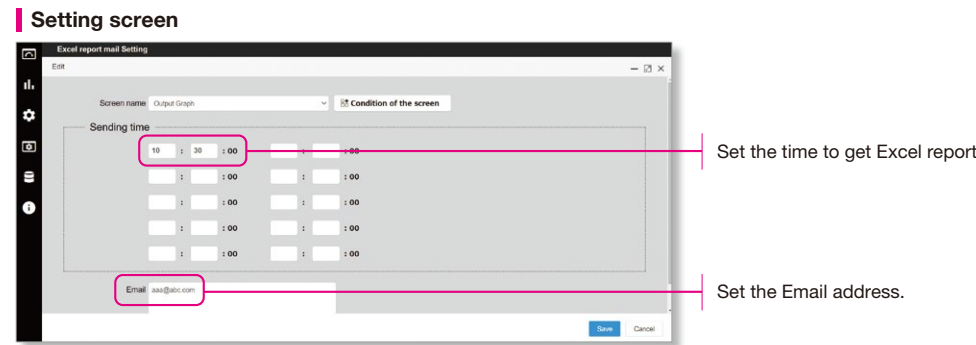 Setting screen
Excel report mail Setting
Edit
Screen name Output Graph Condition of the screen
Sending time
10 : 30 : 00 : : 00
Set the time to get Excel report
: : 00 : : 00
: : 00 : : 00
: : 00 : : 00
: : 00 : : 00
Email aaa@abc.com
Set the Email address.
Save Cancel